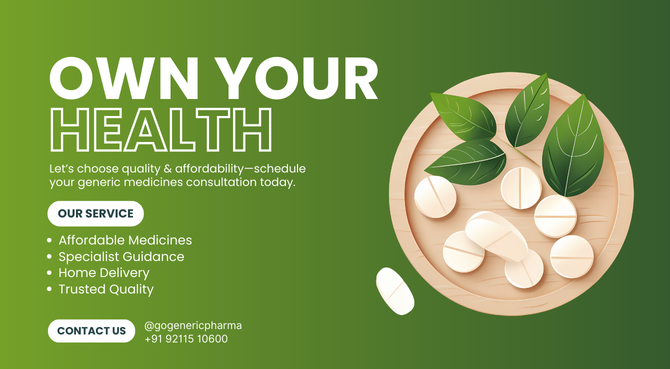 OWN YOUR
HEALTH
Let's choose quality & affordability—schedule
your generic medicines consultation today.
OUR SERVICE
• Affordable Medicines
• Specialist Guidance
• Home Delivery
• Trusted Quality
CONTACT US
@gogenericpharma
+91 92115 10600